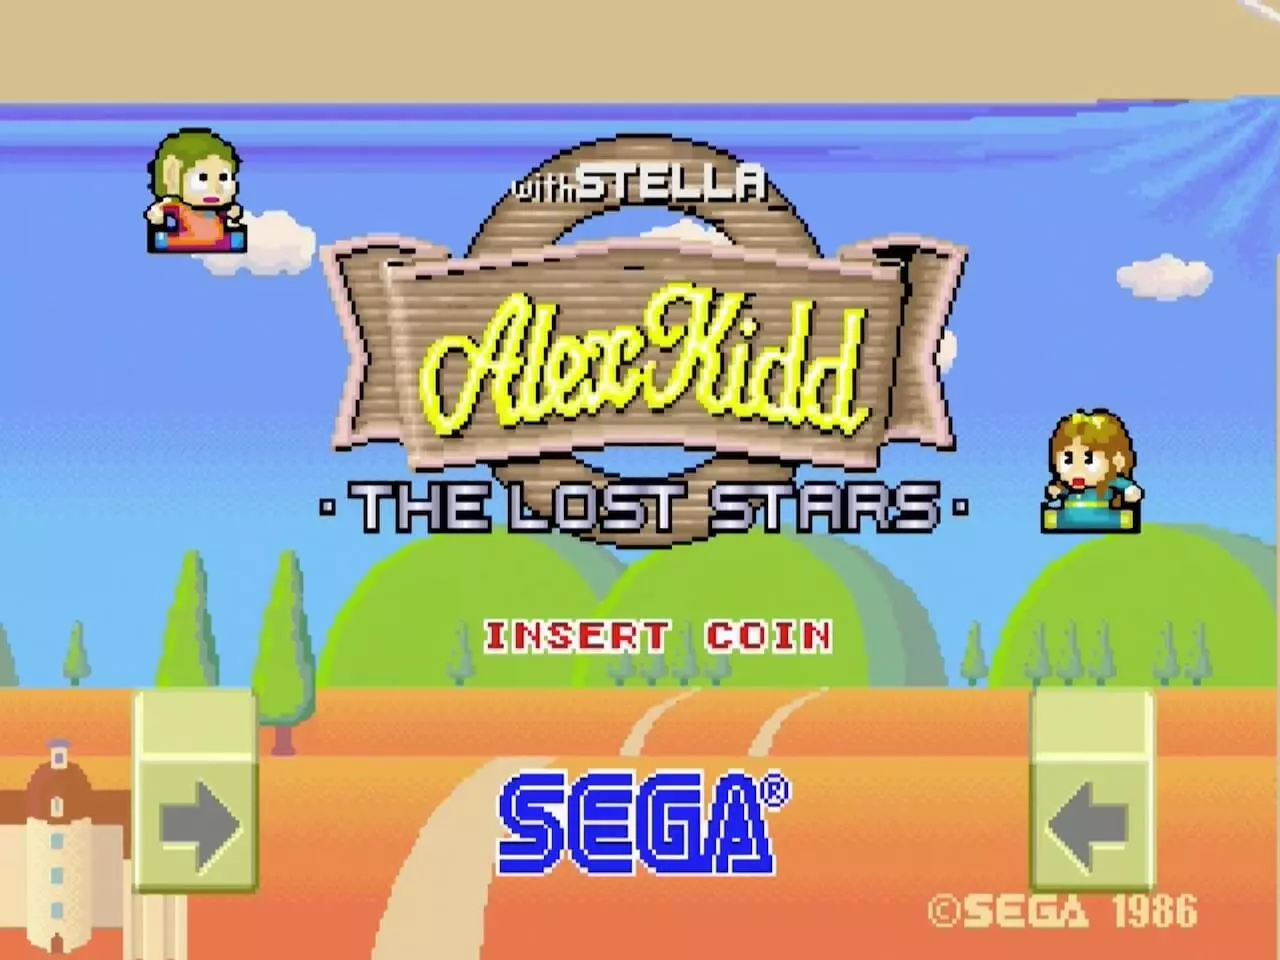 with STELLA
Alex Kidd
· THE LOST STARS ·
INSERT COIN
SEGA®
©SEGA 1986